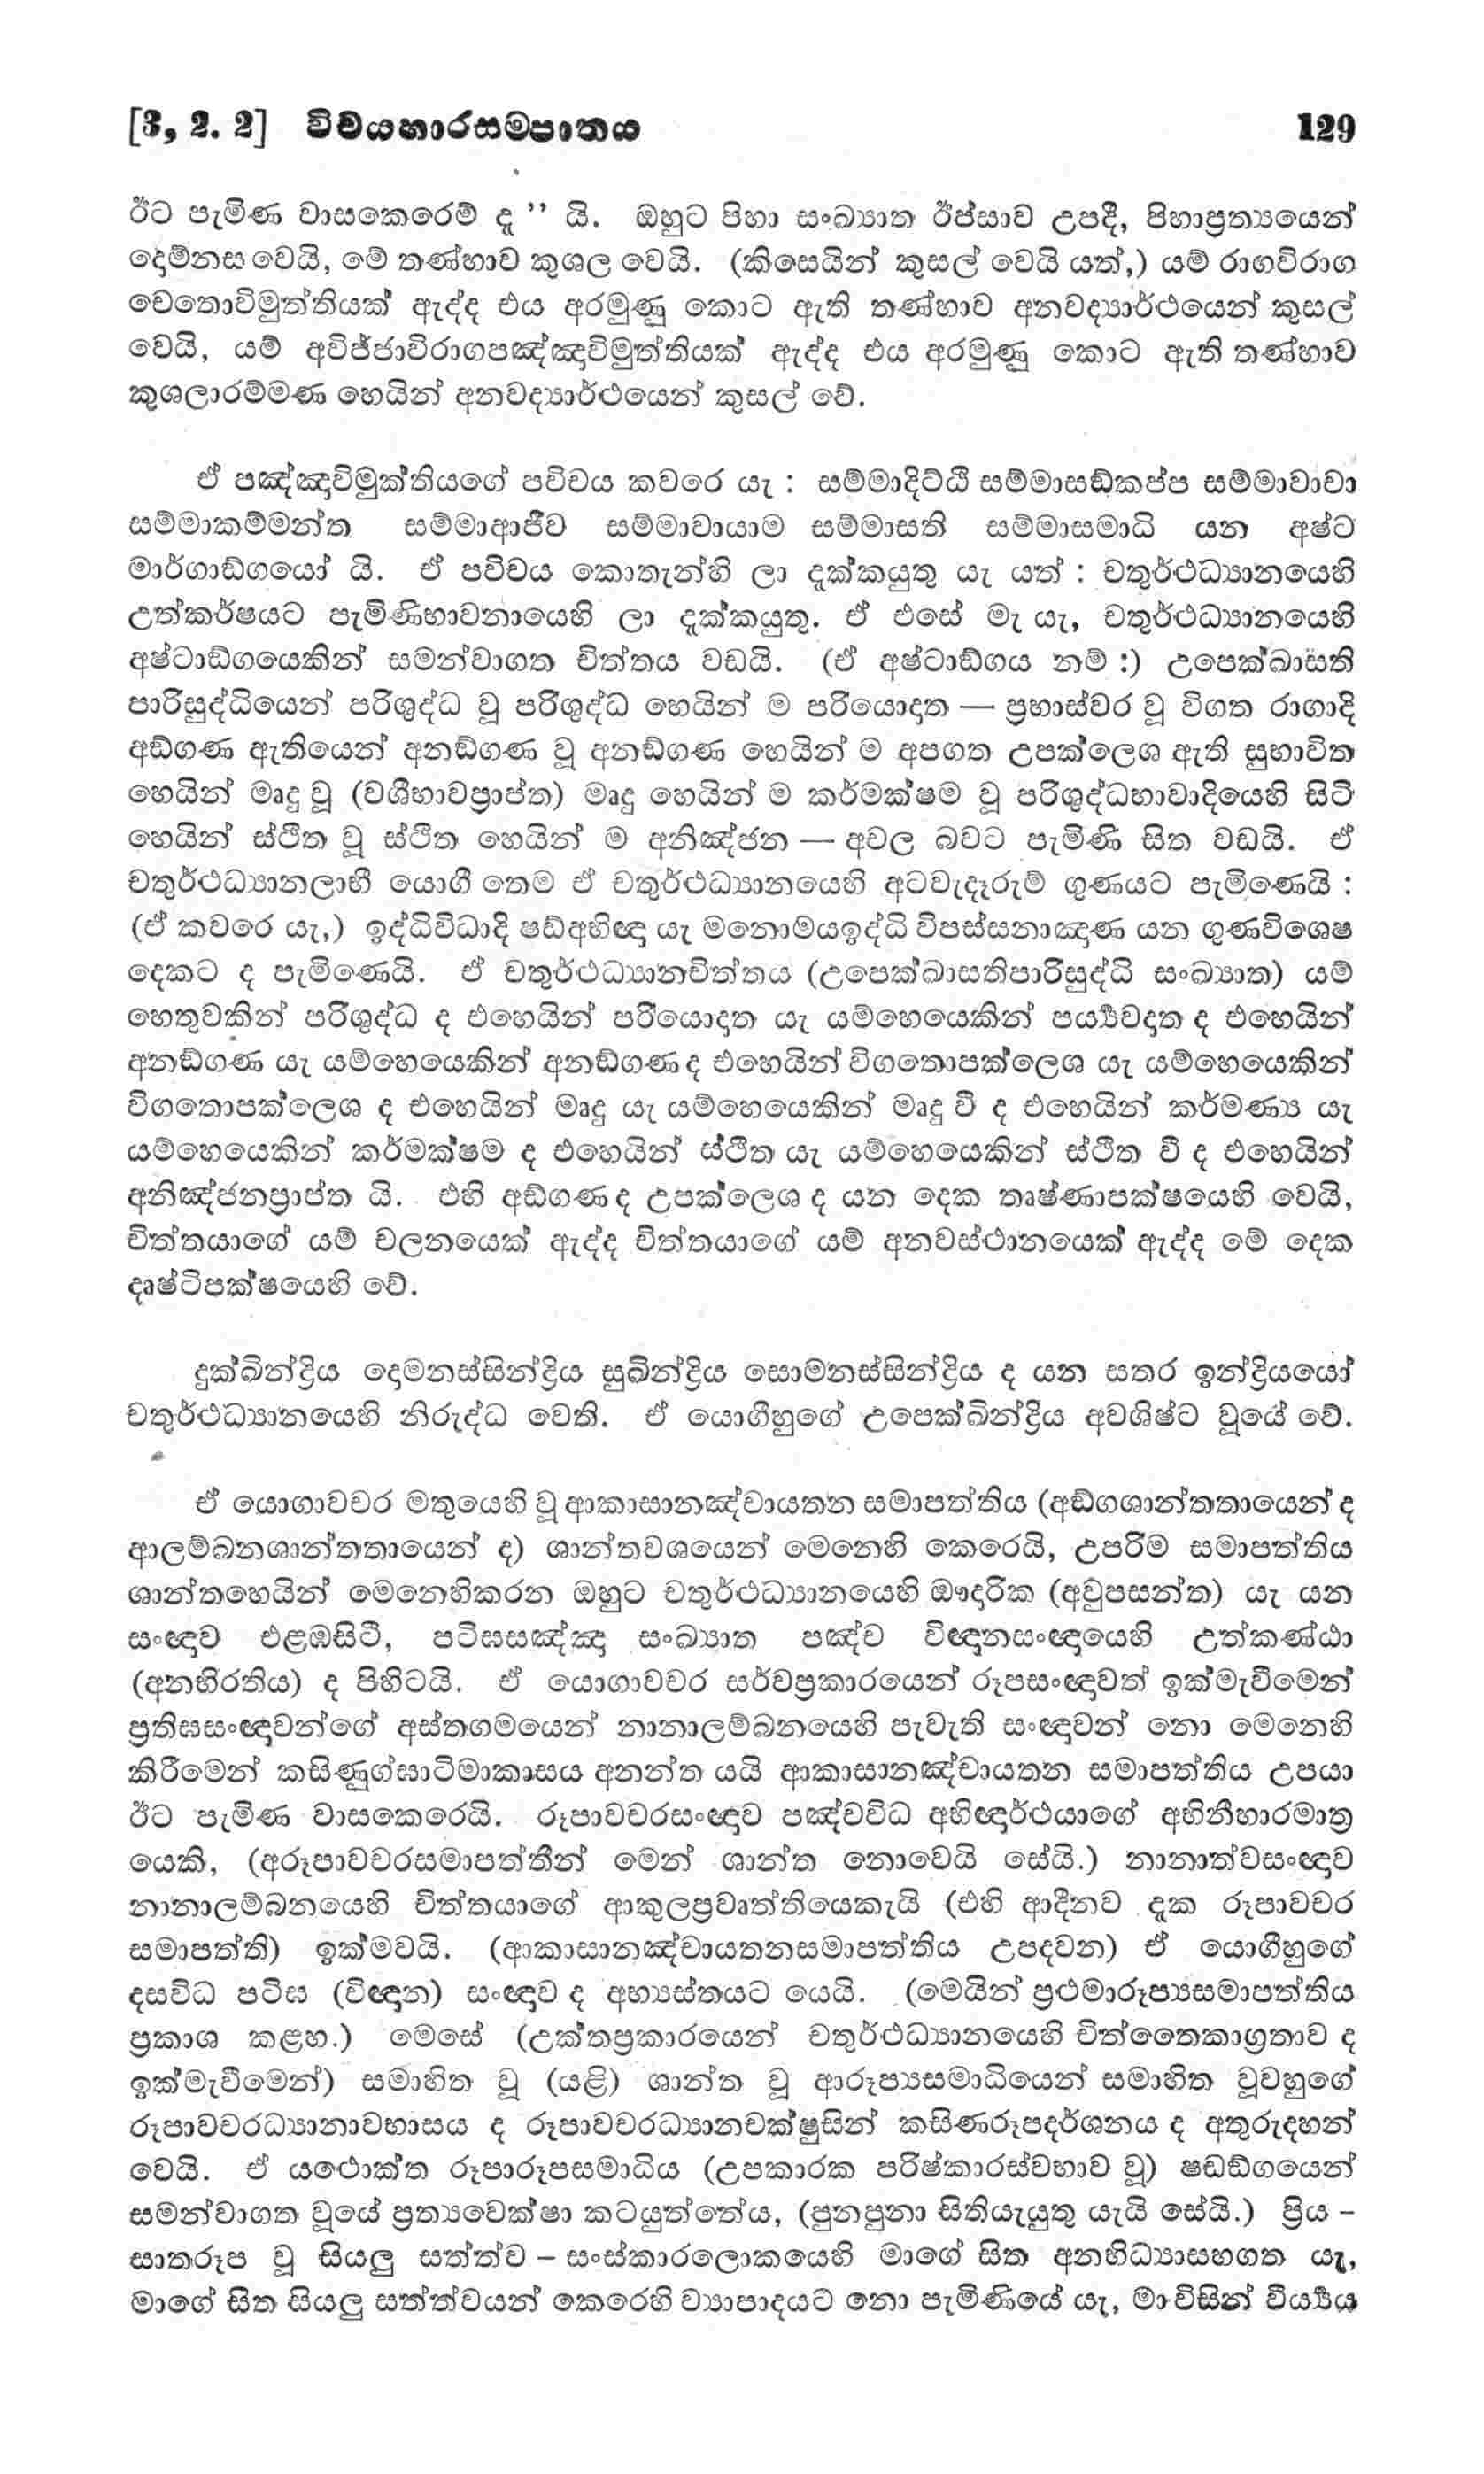 [3, 2. 2] විචයහාරසම්පාතය 129
ඊට පැමිණ වාසකෙරෙම් ද ” යි. ඔහුට පිහා සංඛ්‍යාත ඊප්සාව උපදී, පිහාප්‍රත්‍යයෙන්
දොම්නස වෙයි, මේ තණ්හාව කුශල වෙයි. (කිසෙයින් කුසල් වෙයි යත්,) යම් රාගවිරාග
චෙතොවිමුත්තියක් ඇද්ද එය අරමුණු කොට ඇති තණ්හාව අනවද්‍යාර්ථයෙන් කුසල්
වෙයි, යම් අවිජ්ජාවිරාගපඤ්ඤාවිමුත්තියක් ඇද්ද එය අරමුණු කොට ඇති තණ්හාව
කුශලාරම්මණ හෙයින් අනවද්‍යාර්ථයෙන් කුසල් වේ.
ඒ පඤ්ඤාවිමුක්තියගේ පවිචය කවරෙ යැ : සම්මාදිට්ඨි සම්මාසඞ්කප්ප සම්මාවාචා
සම්මාකම්මන්ත සම්මාආජීව සම්මාවායාම සම්මාසති සම්මාසමාධි යන අෂ්ට
මාර්ගාඞ්ගයෝ යි. ඒ පවිචය කොතැන්හි ලා දැක්කයුතු යැ යත් : චතුර්ථධ්‍යානයෙහි
උත්කර්ෂයට පැමිණිභාවනායෙහි ලා දැක්කයුතු. ඒ එසේ මැ යැ, චතුර්ථධ්‍යානයෙහි
අෂ්ටාඞ්ගයෙකින් සමන්වාගත චිත්තය වඩයි. (ඒ අෂ්ටාඞ්ගය නම් :) උපෙක්ඛාසති
පාරිසුද්ධියෙන් පරිශුද්ධ වූ පරිශුද්ධ හෙයින් ම පරියොදාත — ප්‍රභාස්වර වූ විගත රාගාදි
අඞ්ගණ ඇතියෙන් අනඞ්ගණ වූ අනඞ්ගණ හෙයින් ම අපගත උපක්ලෙශ ඇති සුභාවිත
හෙයින් මෘදු වූ (වශීභාවප්‍රාප්ත) මෘදු හෙයින් ම කර්මක්ෂම වූ පරිශුද්ධභාවාදියෙහි සිටි
හෙයින් ස්ථිත වූ ස්ථිත හෙයින් ම අනිඤ්ජන — අචල බවට පැමිණි සිත වඩයි. ඒ
චතුර්ථධ්‍යානලාභී යොගී තෙම ඒ චතුර්ථධ්‍යානයෙහි අටවැදෑරුම් ගුණයට පැමිණෙයි :
(ඒ කවරෙ යැ,) ඉද්ධිවිධාදි ෂඩ්අභිඥා යැ මනොමයඉද්ධි විපස්සනාඤාණ යන ගුණවිශෙෂ
දෙකට ද පැමිණෙයි. ඒ චතුර්ථධ්‍යානචිත්තය (උපෙක්ඛාසතිපාරිසුද්ධි සංඛ්‍යාත) යම්
හෙතුවකින් පරිශුද්ධ ද එහෙයින් පරියොදාත යැ යම්හෙයෙකින් පර්‍ය්‍යවදාත ද එහෙයින්
අනඞ්ගණ යැ යම්හෙයෙකින් අනඞ්ගණ ද එහෙයින් විගතොපක්ලෙශ යැ යම්හෙයෙකින්
විගතොපක්ලෙශ ද එහෙයින් මෘදු යැ යම්හෙයෙකින් මෘදු වී ද එහෙයින් කර්මණ්‍ය යැ
යම්හෙයෙකින් කර්මක්ෂම ද එහෙයින් ස්ථිත යැ යම්හෙයෙකින් ස්ථිත වී ද එහෙයින්
අනිඤ්ජනප්‍රාප්ත යි. එහි අඞ්ගණ ද උපක්ලෙශ ද යන දෙක තෘෂ්ණාපක්ෂයෙහි වෙයි,
චිත්තයාගේ යම් චලනයෙක් ඇද්ද චිත්තයාගේ යම් අනවස්ථානයෙක් ඇද්ද මේ දෙක
දෘෂ්ටිපක්ෂයෙහි වේ.
දුක්ඛින්ද්‍රිය දොමනස්සින්ද්‍රිය සුඛින්ද්‍රිය සොමනස්සින්ද්‍රිය ද යන සතර ඉන්ද්‍රියයෝ
චතුර්ථධ්‍යානයෙහි නිරුද්ධ වෙති. ඒ යොගීහුගේ උපෙක්ඛින්ද්‍රිය අවශිෂ්ට වූයේ වේ.
ඒ යොගාවචර මතුයෙහි වූ ආකාසානඤ්චායතන සමාපත්තිය (අඞ්ගශාන්තතායෙන් ද
ආලම්බනශාන්තතායෙන් ද) ශාන්තවශයෙන් මෙනෙහි කෙරෙයි, උපරිම සමාපත්තිය
ශාන්තහෙයින් මෙනෙහිකරන ඔහුට චතුර්ථධ්‍යානයෙහි ඖදාරික (අවුපසන්ත) යැ යන
සංඥාව එළඹසිටී, පටිඝසඤ්ඤා සංඛ්‍යාත පඤ්ච විඥානසංඥායෙහි උත්කණ්ඨා
(අනභිරතිය) ද පිහිටයි. ඒ යොගාවචර සර්වප්‍රකාරයෙන් රූපසංඥාවත් ඉක්මැවීමෙන්
ප්‍රතිඝසංඥාවන්ගේ අස්තගමයෙන් නානාලම්බනයෙහි පැවැති සංඥාවන් නො මෙනෙහි
කිරීමෙන් කසිණුග්ඝාටිමාකාසය අනන්ත යයි ආකාසානඤ්චායතන සමාපත්තිය උපයා
ඊට පැමිණ වාසකෙරෙයි. රූපාවචරසංඥාව පඤ්චවිධ අභිඥාර්ථයාගේ අභිනීහාරමාත්‍ර
යෙකි, (අරූපාවචරසමාපත්තීන් මෙන් ශාන්ත නොවෙයි සේයි.) නානාත්වසංඥාව
නානාලම්බනයෙහි චිත්තයාගේ ආකුලප්‍රවෘත්තියෙකැයි (එහි ආදීනව දැක රූපාවචර
සමාපත්ති) ඉක්මවයි. (ආකාසානඤ්චායතනසමාපත්තිය උපදවන) ඒ යොගීහුගේ
දසවිධ පටිඝ (විඥාන) සංඥාව ද අභ්‍යස්තයට යෙයි. (මෙයින් ප්‍රථමාරූප්‍යසමාපත්තිය
ප්‍රකාශ කළහ.) මෙසේ (උක්තප්‍රකාරයෙන් චතුර්ථධ්‍යානයෙහි චිත්තෛකාග්‍රතාව ද
ඉක්මැවීමෙන්) සමාහිත වූ (යළි) ශාන්ත වූ ආරූප්‍යසමාධියෙන් සමාහිත වූවහුගේ
රූපාවචරධ්‍යානාවභාසය ද රූපාවචරධ්‍යානචක්ෂුසින් කසිණරූපදර්ශනය ද අතුරුදහන්
වෙයි. ඒ යථොක්ත රූපාරූපසමාධිය (උපකාරක පරිෂ්කාරස්වභාව වූ) ෂඩඞ්ගයෙන්
සමන්වාගත වූයේ ප්‍රත්‍යවෙක්ෂා කටයුත්තේය, (පුනපුනා සිතියැයුතු යැයි සේයි.) ප්‍රිය -
සාතරූප වූ සියලු සත්ත්ව - සංස්කාරලොකයෙහි මාගේ සිත අනභිධ්‍යාසහගත යැ,
මාගේ සිත සියලු සත්ත්වයන් කෙරෙහි ව්‍යාපාදයට නො පැමිණියේ යැ, මාවිසින් වීර්‍ය්‍යය